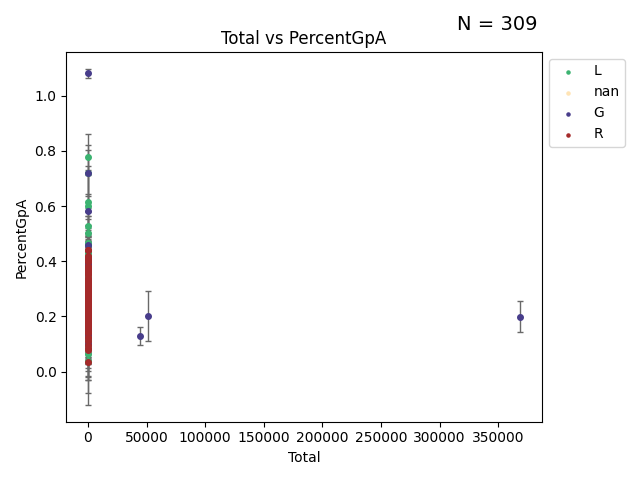 N = 309
Total vs PercentGpA
L
nan
G
R
PercentGpA
1.0
0.8
0.6
0.4
0.2
0.0
0 50000 100000 150000 200000 250000 300000 350000
Total